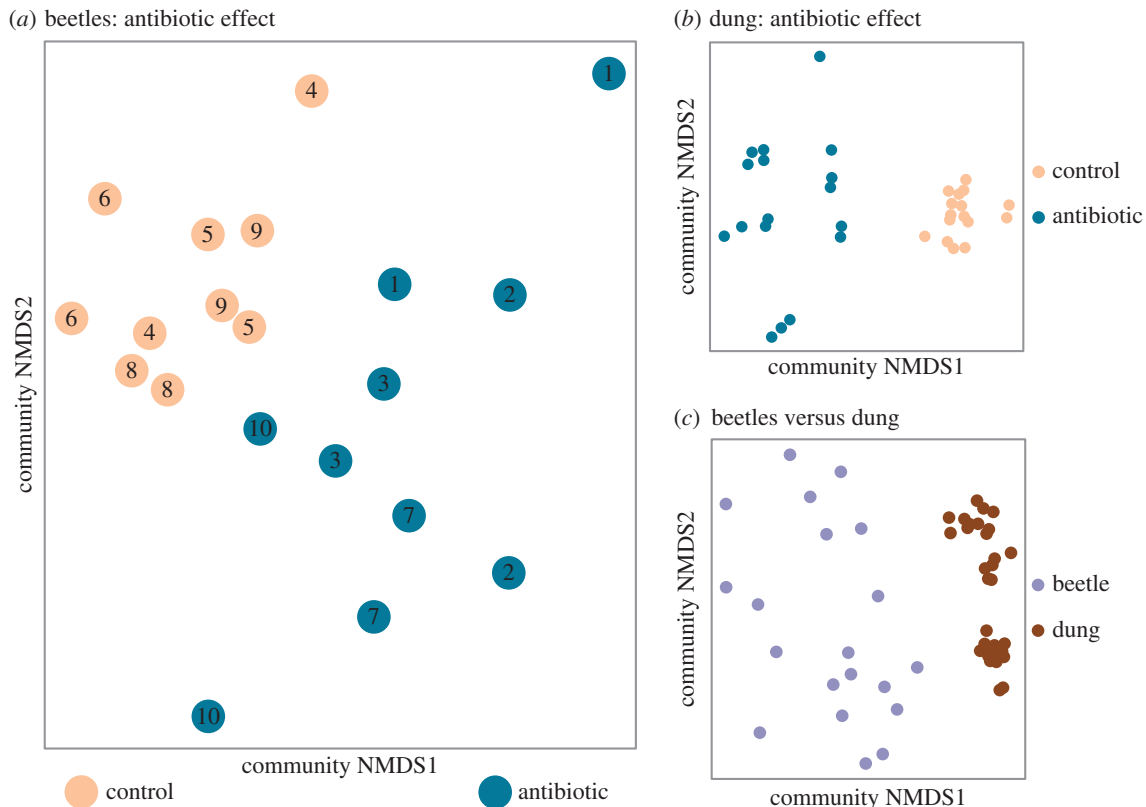 (a) beetles: antibiotic effect
4
1
6
5
9
1
2
6
9
5
4
8
8
3
10
3
7
2
7
10
community NMDS2
community NMDS1
control
antibiotic
(b) dung: antibiotic effect
community NMDS2
community NMDS1
control
antibiotic
(c) beetles versus dung
community NMDS2
community NMDS1
beetle
dung